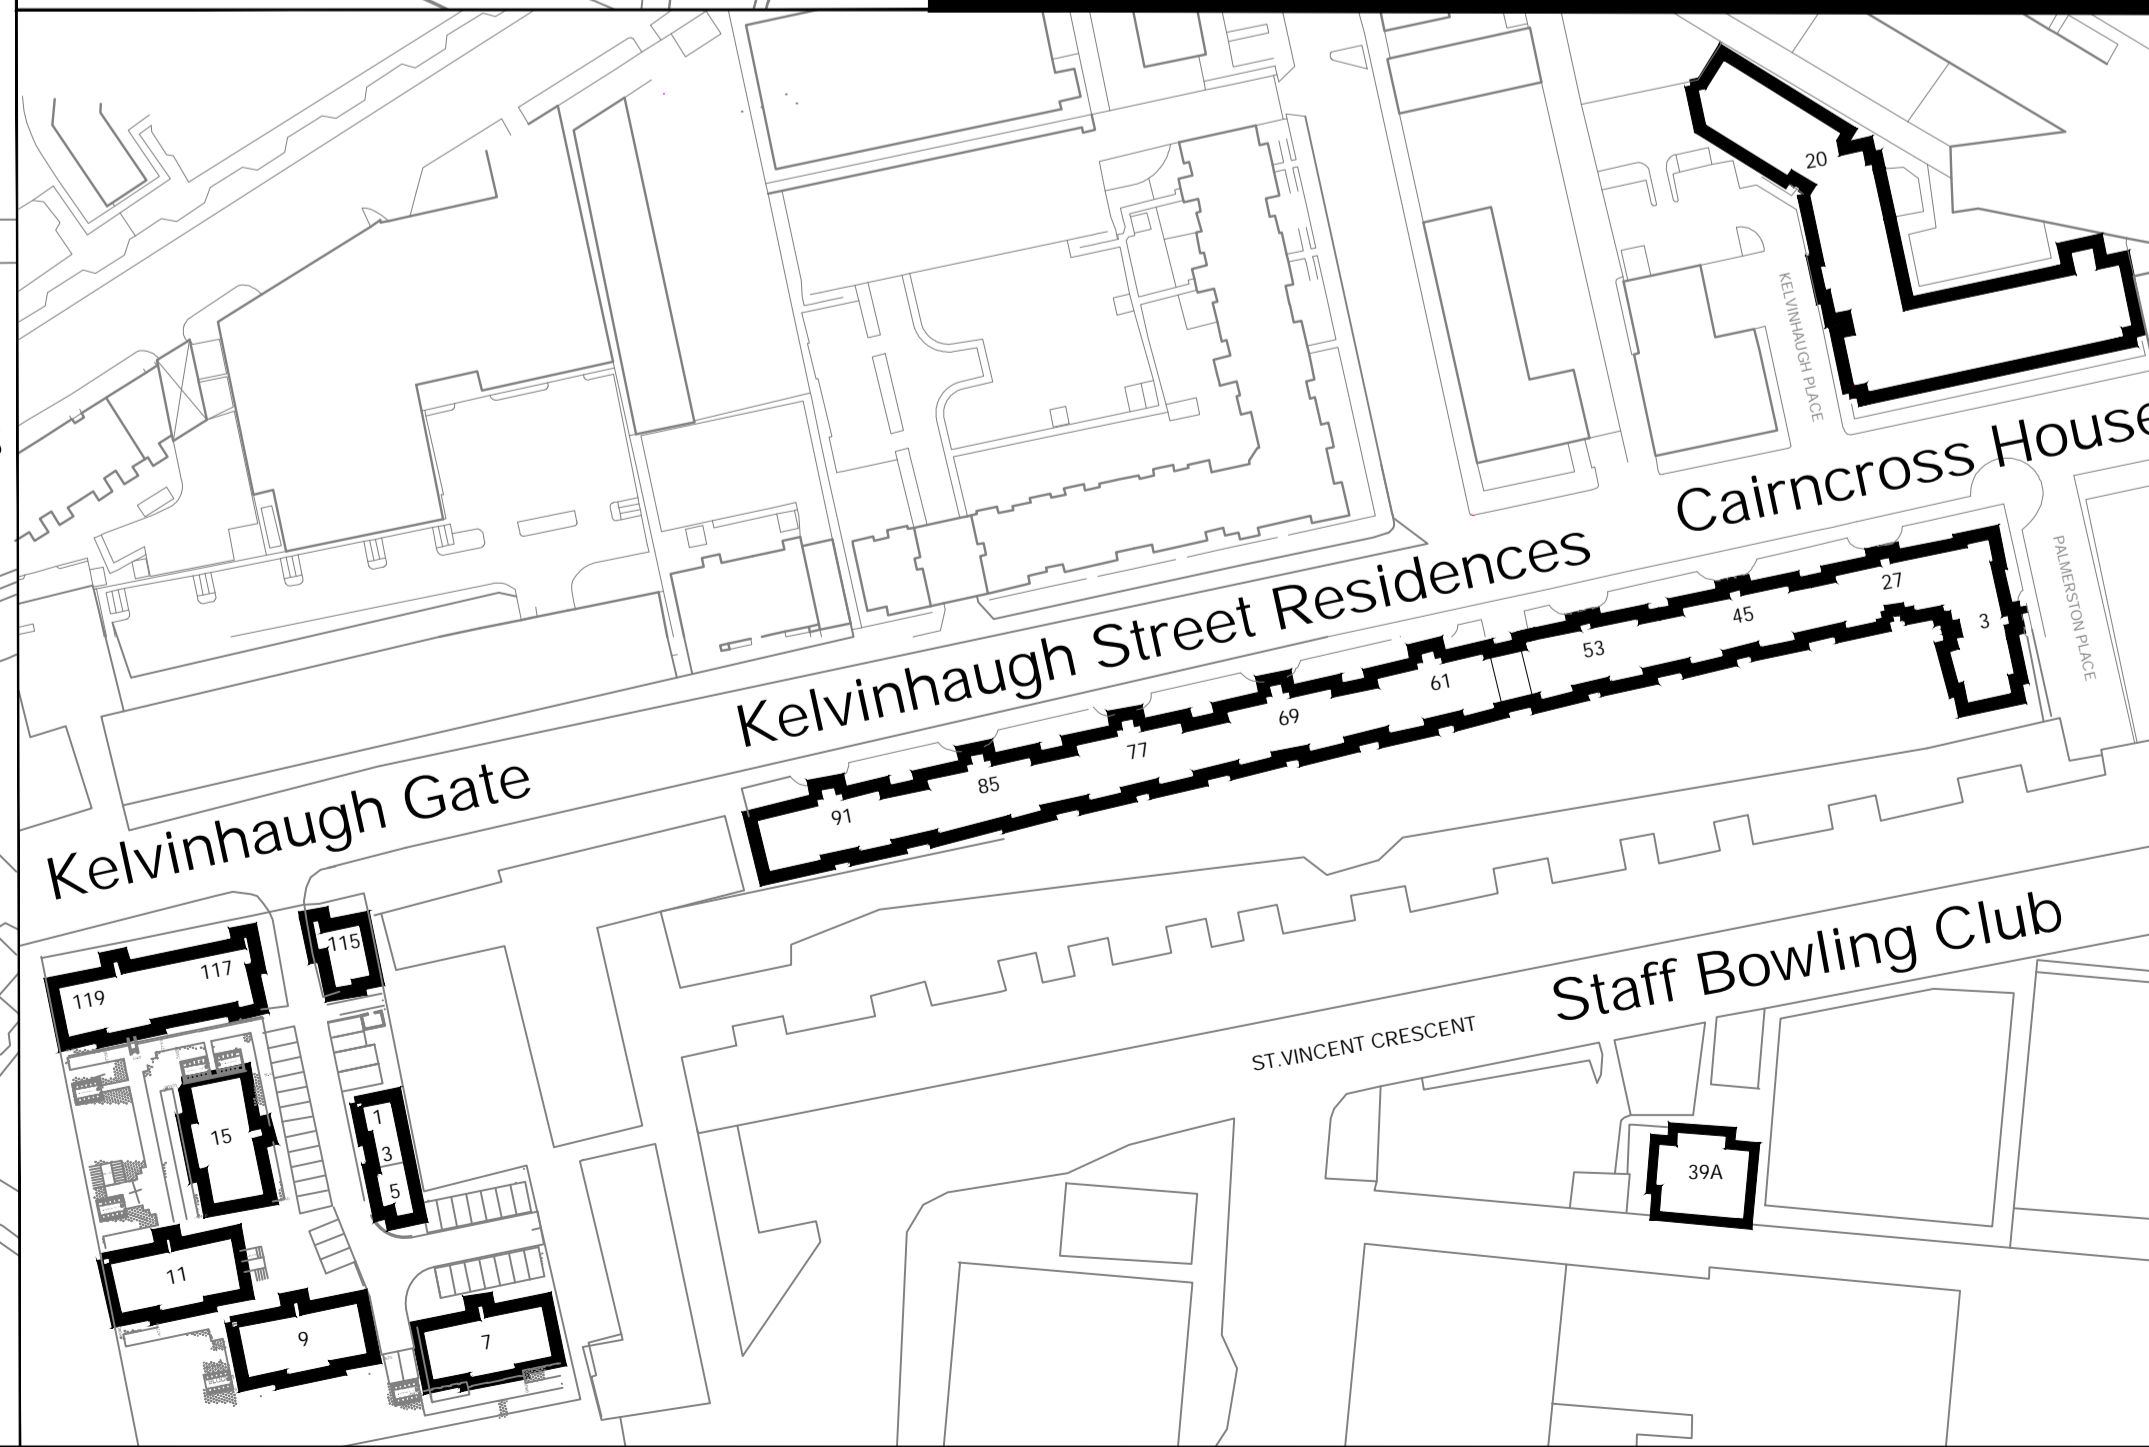 20
KELVINHAUGH PLACE
Cairncross House
Kelvinhaugh Street Residences
PALMERSTON PLACE
27
3
45
53
61
69
77
85
91
Kelvinhaugh Gate
Staff Bowling Club
ST.VINCENT CRESCENT
115
117
119
1
3
5
15
39A
11
9
7